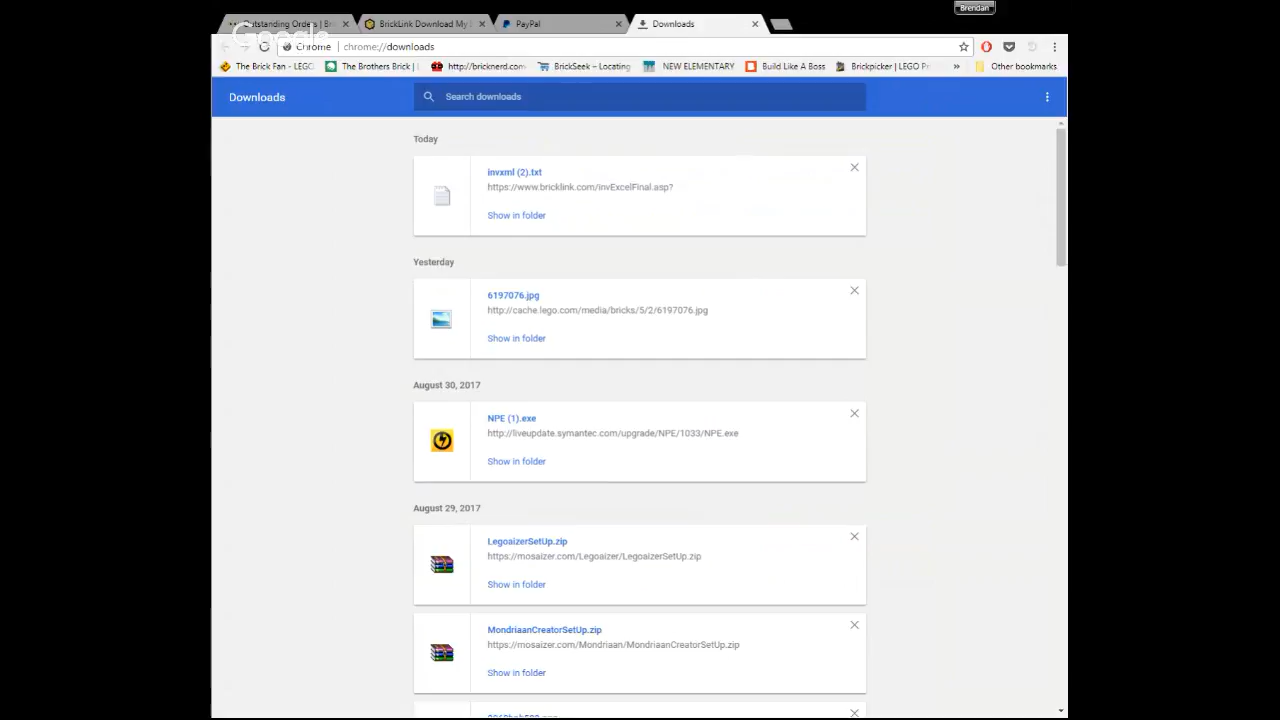 Brendan
Outstanding Orders | Bri
BrickLink Download My
PayPal
Downloads
Google
Chrome | chrome://downloads
The Brick Fan - LEGO
The Brothers Brick |
http://bricknerd.com
BrickSeek – Locating
NEW ELEMENTARY
Build Like A Boss
Brickpicker | LEGO Pr
»
Other bookmarks
Downloads
Search downloads
Today
invxml (2).txt
https://www.bricklink.com/invExcelFinal.asp?
Show in folder
Yesterday
6197076.jpg
http://cache.lego.com/media/bricks/5/2/6197076.jpg
Show in folder
August 30, 2017
NPE (1).exe
http://liveupdate.symantec.com/upgrade/NPE/1033/NPE.exe
Show in folder
August 29, 2017
LegoaizerSetUp.zip
https://mosaizer.com/Legoaizer/LegoaizerSetUp.zip
Show in folder
MondriaanCreatorSetUp.zip
https://mosaizer.com/Mondriaan/MondriaanCreatorSetUp.zip
Show in folder